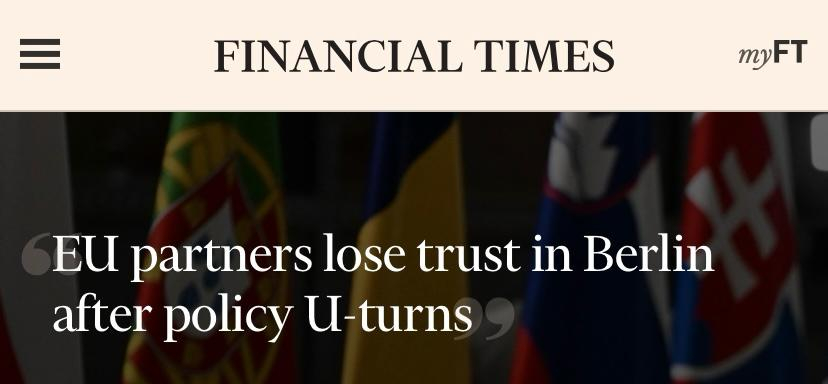 FINANCIAL TIMES
myFT
“EU partners lose trust in Berlin
after policy U-turns”